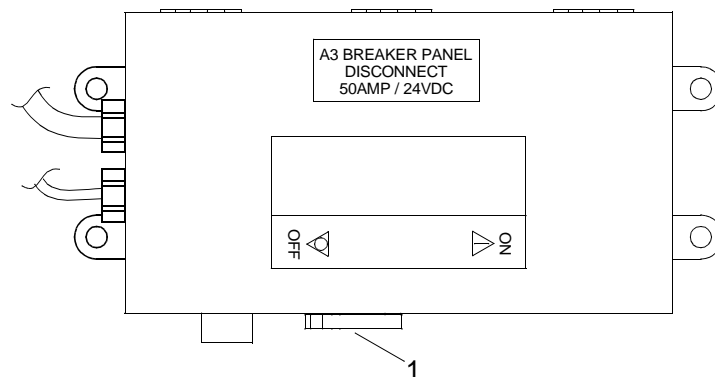 A3 BREAKER PANEL
DISCONNECT
50AMP / 24VDC
OFF
ON
1